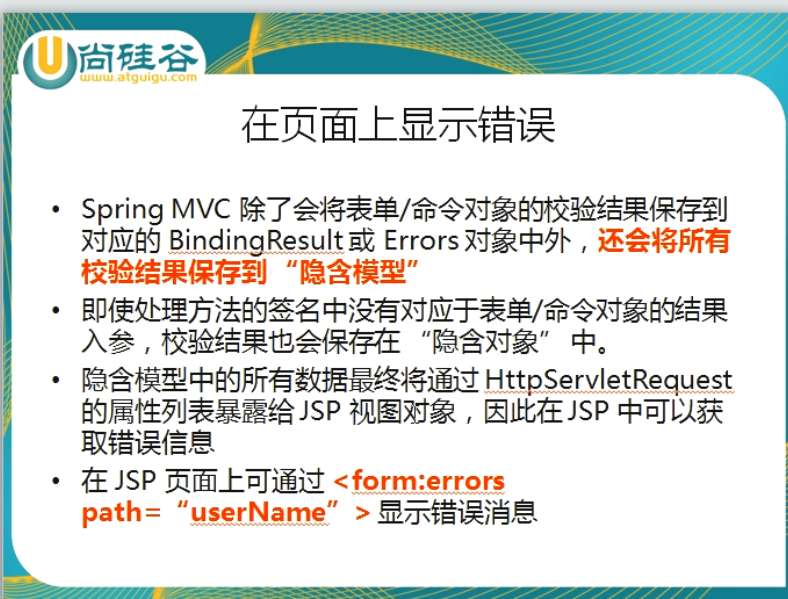 尚硅谷
www.atguigu.com
在页面上显示错误
• Spring MVC 除了会将表单/命令对象的校验结果保存到
对应的 BindingResult 或 Errors 对象中外，还会将所有
校验结果保存到 “隐含模型”
• 即使处理方法的签名中没有对应于表单/命令对象的结果
入参，校验结果也会保存在 “隐含对象” 中。
• 隐含模型中的所有数据最终将通过 HttpServletRequest
的属性列表暴露给 JSP 视图对象，因此在 JSP 中可以获
取错误信息
• 在 JSP 页面上可通过 <form:errors
path= “userName” > 显示错误消息